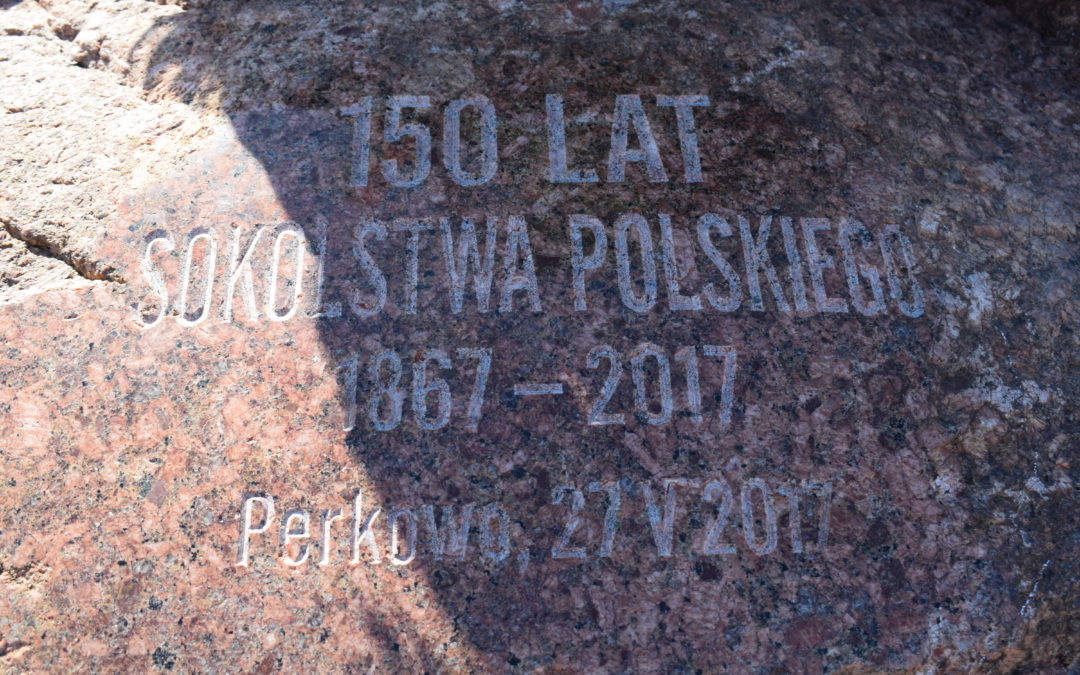 150 LAT
SOKOLSTWA POLSKIEGO
1867 – 2017
Perkowo, 27 V 2017